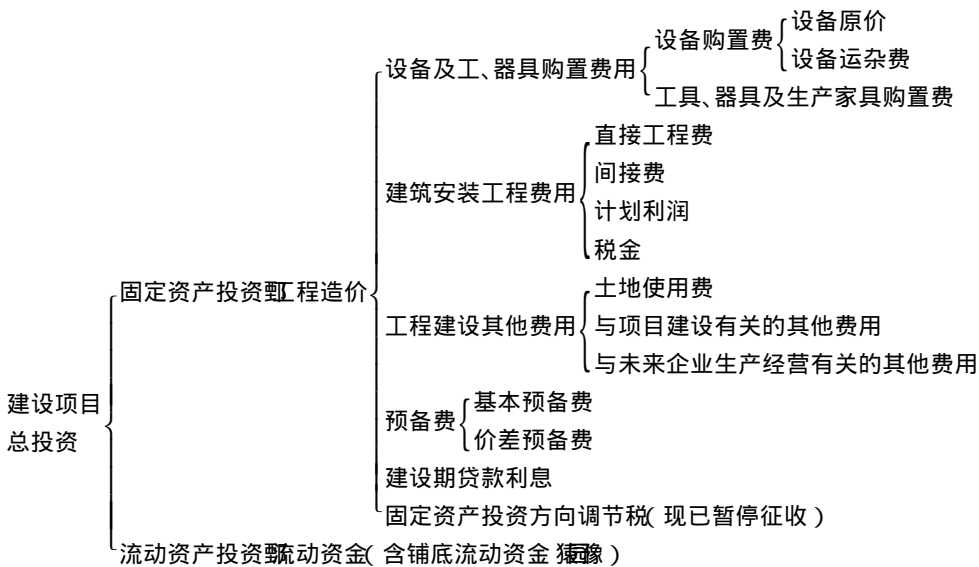 设备原价
设备购置费
设备运杂费
设备及工、器具购置费用
工具、器具及生产家具购置费
直接工程费
间接费
建筑安装工程费用
计划利润
税金
固定资产投资 工程造价
土地使用费
工程建设其他费用
与项目建设有关的其他费用
与未来企业生产经营有关的其他费用
建设项目
总投资
基本预备费
预备费
价差预备费
建设期贷款利息
固定资产投资方向调节税(现已暂停征收)
流动资产投资 流动资金(含铺底流动资金 )